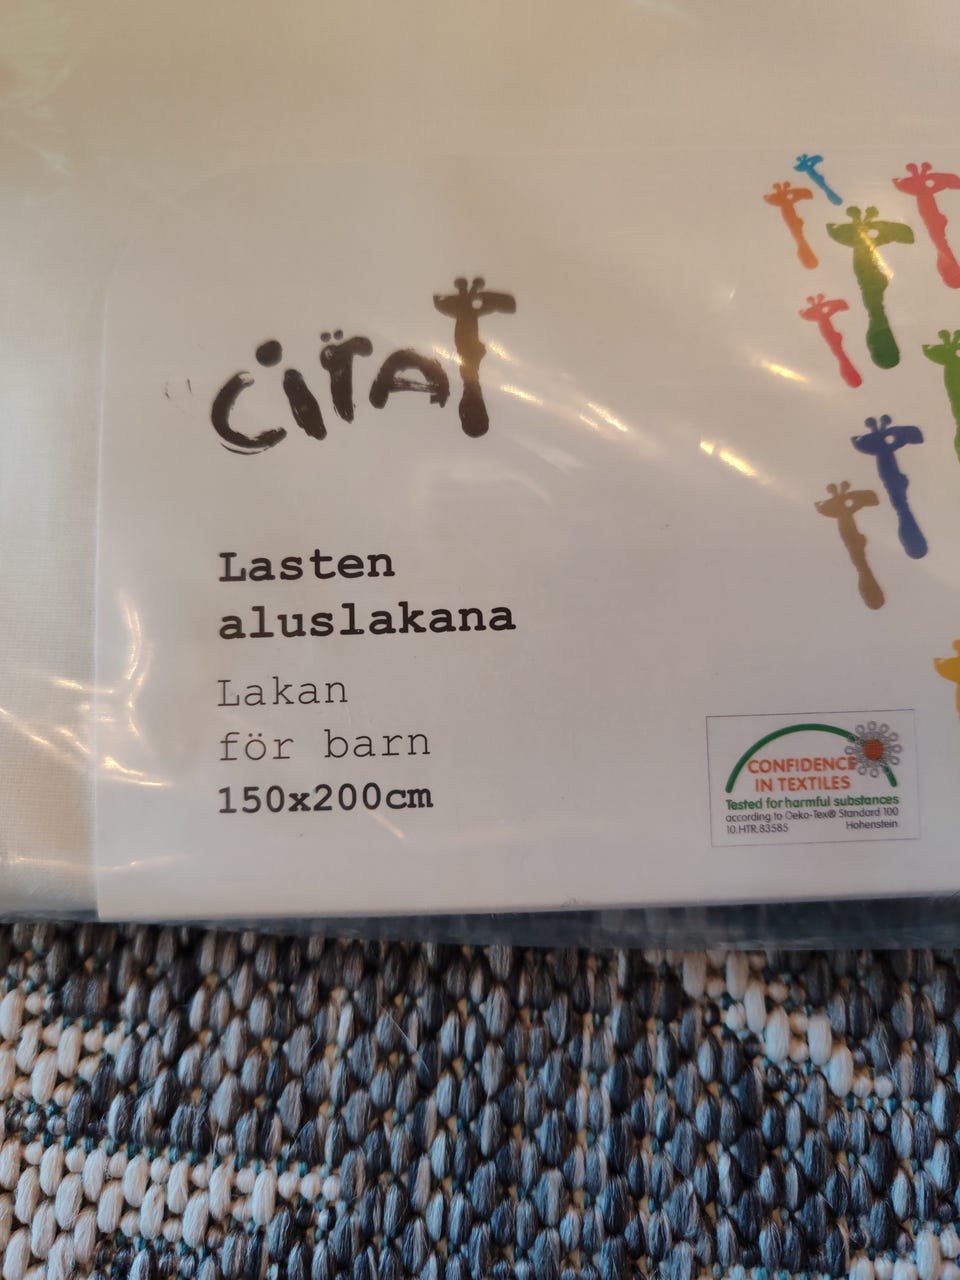 CiraT
Lasten
aluslakana
Lakan
för barn
150x200cm
CONFIDENCE
IN TEXTILES
Tested for harmful substances
according to Oeko-Tex® Standard 100
10.HTR.83585 Hohenstein